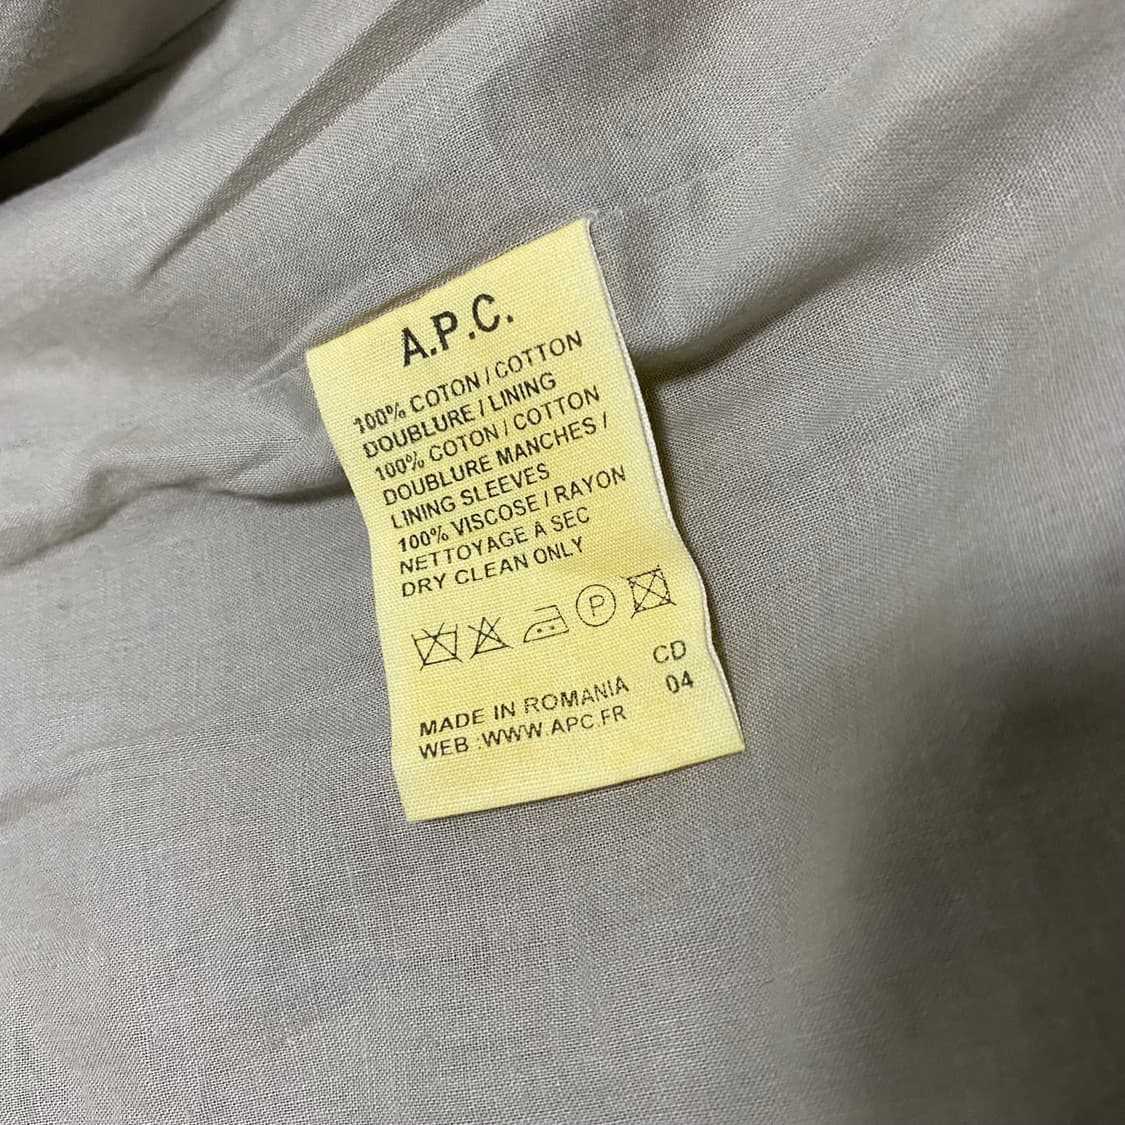 A.P.C.
100% COTON / COTTON
DOUBLURE / LINING
100% COTON / COTTON
DOUBLURE MANCHES /
LINING SLEEVES
100% VISCOSE / RAYON
NETTOYAGE A SEC
DRY CLEAN ONLY
P
CD
04
MADE IN ROMANIA
WEB :WWW.APC.FR